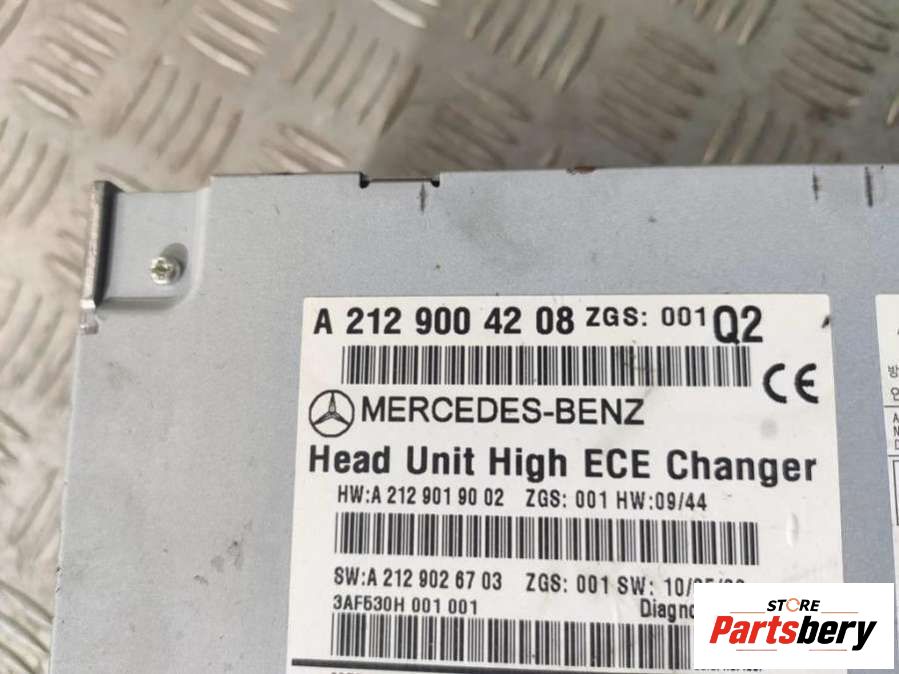 A 212 900 42 08 ZGS: 001 Q2
CE
MERCEDES-BENZ
Head Unit High ECE Changer
HW:A 212 901 90 02 ZGS: 001 HW:09/44
SW:A 212 902 67 03 ZGS: 001 SW: 10/
3AF530H 001 001
STORE
Partsbery